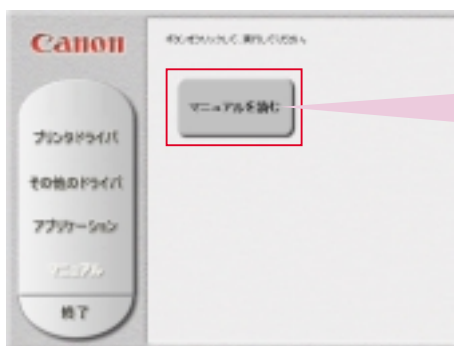 Canon
ボタンをクリックして、実行してください。
マニュアルを読む
プリンタドライバ
その他のドライバ
アプリケーション
マニュアル
終了